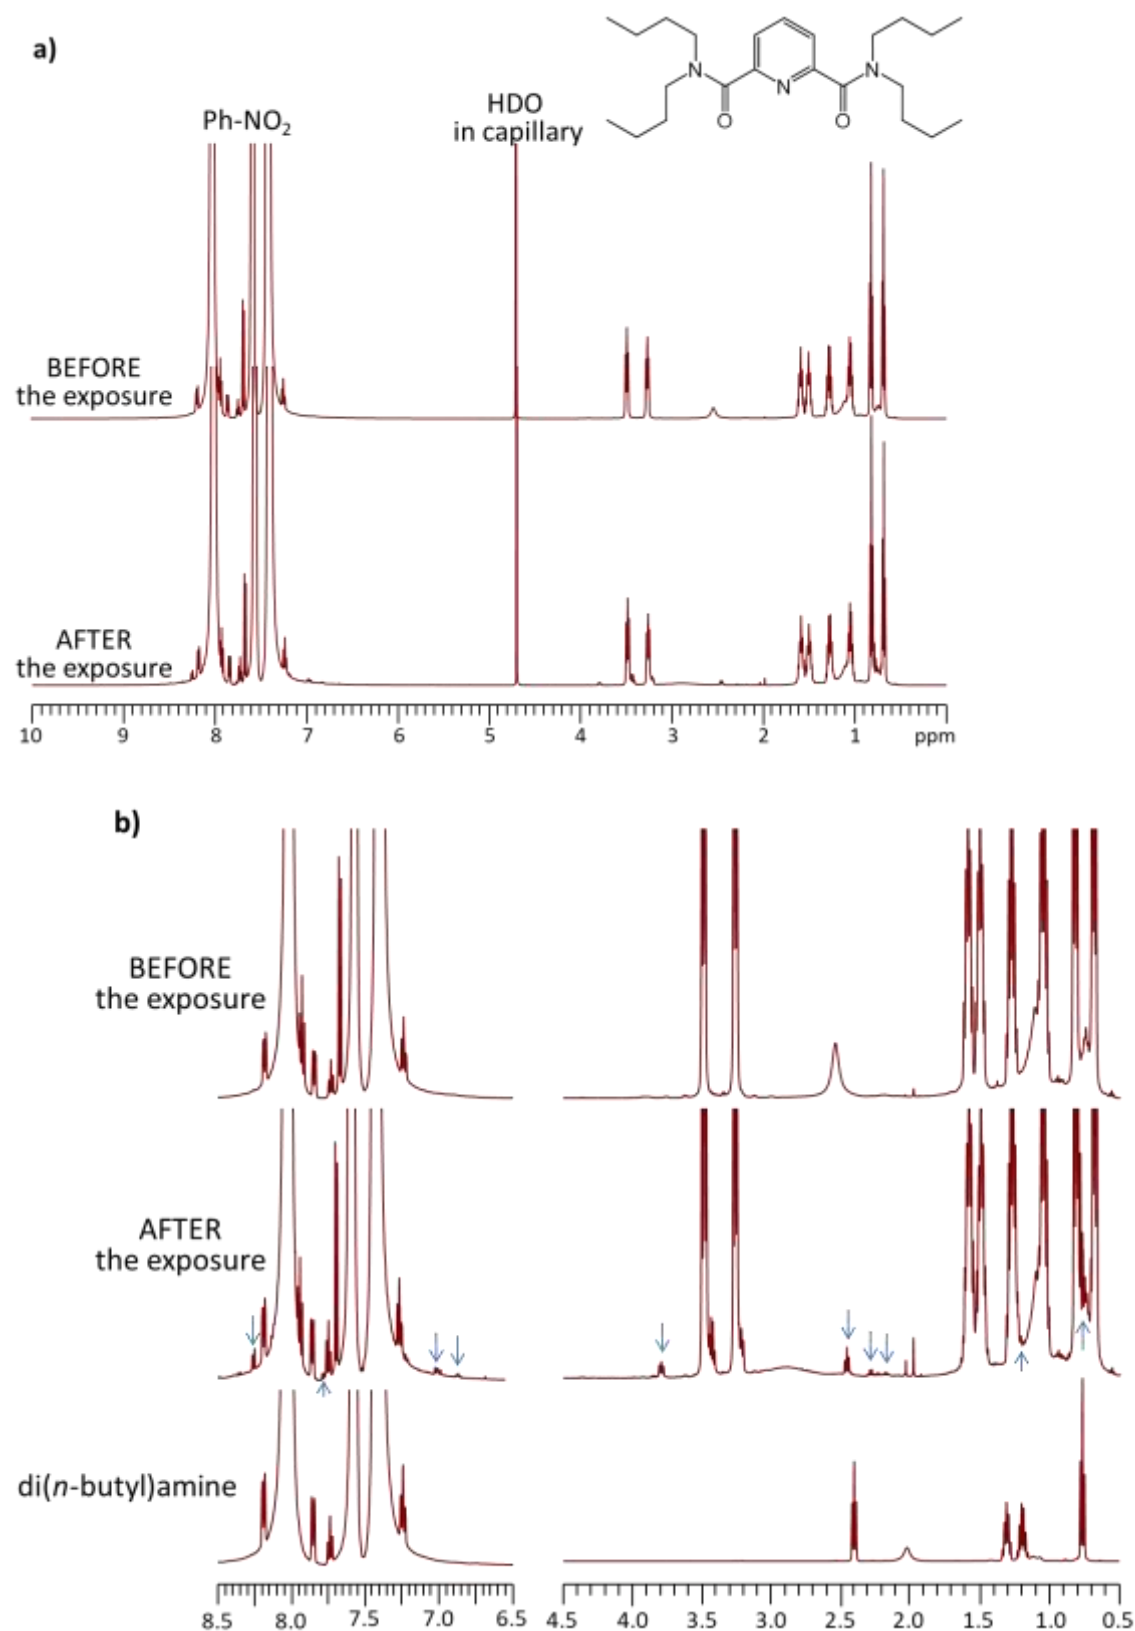 a)
N
N
N
O
O
Ph-NO₂
HDO
in capillary
BEFORE
the exposure
AFTER
the exposure
10 9 8 7 6 5 4 3 2 1 ppm
b)
BEFORE
the exposure
AFTER
the exposure
di(n-butyl)amine
8.5 8.0 7.5 7.0 6.5 4.5 4.0 3.5 3.0 2.5 2.0 1.5 1.0 0.5